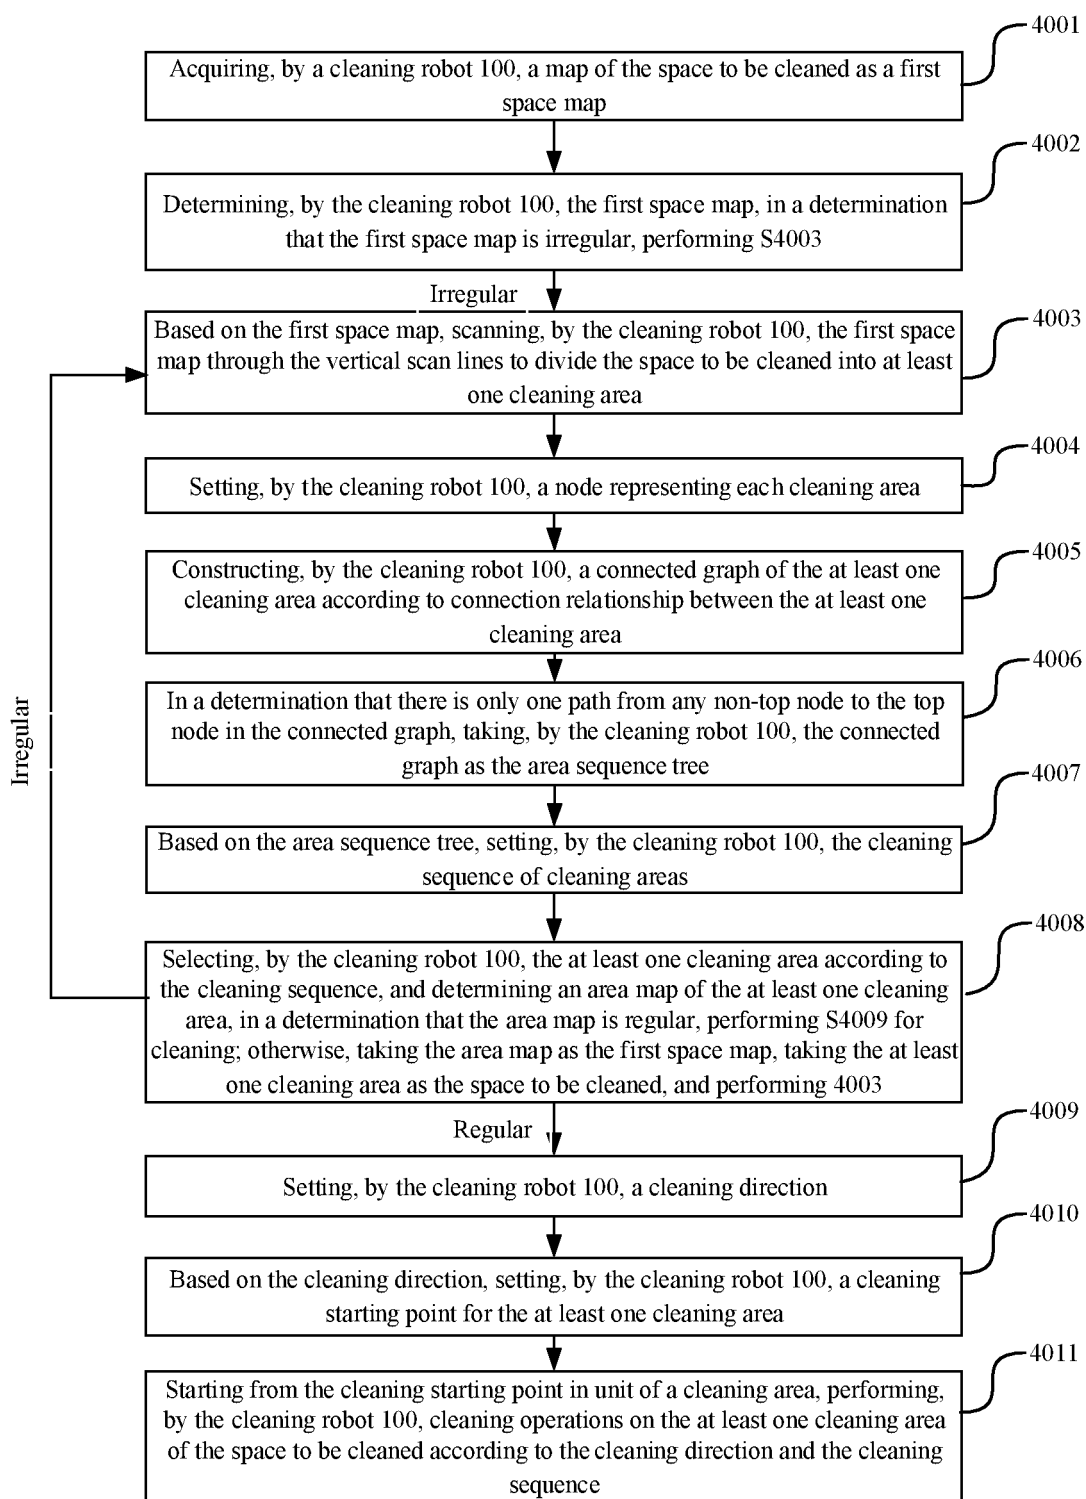 4001
Acquiring, by a cleaning robot 100, a map of the space to be cleaned as a first
space map
4002
Determining, by the cleaning robot 100, the first space map, in a determination
that the first space map is irregular, performing S4003
Irregular
4003
Based on the first space map, scanning, by the cleaning robot 100, the first space
map through the vertical scan lines to divide the space to be cleaned into at least
one cleaning area
4004
Setting, by the cleaning robot 100, a node representing each cleaning area
4005
Constructing, by the cleaning robot 100, a connected graph of the at least one
cleaning area according to connection relationship between the at least one
cleaning area
4006
In a determination that there is only one path from any non-top node to the top
node in the connected graph, taking, by the cleaning robot 100, the connected
graph as the area sequence tree
Irregular
4007
Based on the area sequence tree, setting, by the cleaning robot 100, the cleaning
sequence of cleaning areas
4008
Selecting, by the cleaning robot 100, the at least one cleaning area according to
the cleaning sequence, and determining an area map of the at least one cleaning
area, in a determination that the area map is regular, performing S4009 for
cleaning; otherwise, taking the area map as the first space map, taking the at least
one cleaning area as the space to be cleaned, and performing 4003
Regular
4009
Setting, by the cleaning robot 100, a cleaning direction
4010
Based on the cleaning direction, setting, by the cleaning robot 100, a cleaning
starting point for the at least one cleaning area
4011
Starting from the cleaning starting point in unit of a cleaning area, performing,
by the cleaning robot 100, cleaning operations on the at least one cleaning area
of the space to be cleaned according to the cleaning direction and the cleaning
sequence